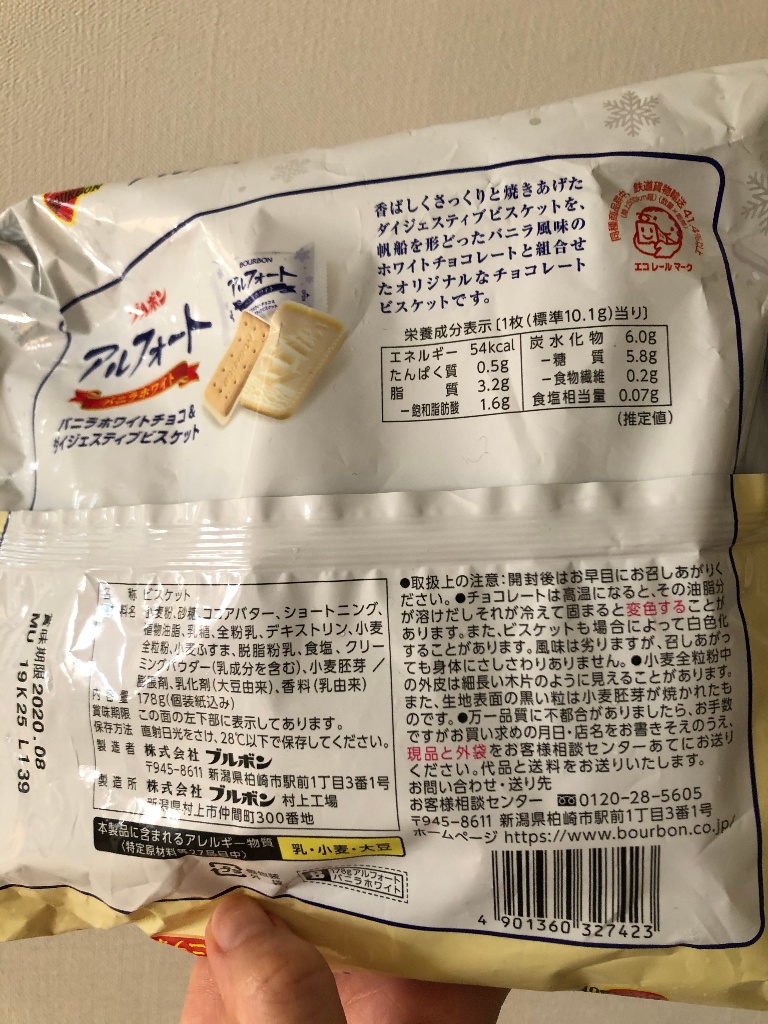 香ばしくさっくりと焼きあげた
ダイジェスティブビスケットを、
帆船を形どったバニラ風味の
ホワイトチョコレートと組合せ
たオリジナルなチョコレート
ビスケットです。
エコレールマーク
BOURBON
アルフォート
ブルボン
アルフォート
バニラホワイト
バニラホワイトチョコ&
ダイジェスティブビスケット
栄養成分表示〔1枚(標準10.1g)当り〕
エネルギー 54kcal
たんぱく質 0.5g
脂質 3.2g
−飽和脂肪酸 1.6g
炭水化物 6.0g
−糖質 5.8g
−食物繊維 0.2g
食塩相当量 0.07g
(推定値)
賞味期限 2020.08
MU 19K25 L139
名称 ビスケット
小麦粉、砂糖、ココアバター、ショートニング、
植物油脂、乳糖、全粉乳、デキストリン、小麦
全粒粉、小麦ふすま、脱脂粉乳、食塩、クリー
ミングパウダー(乳成分を含む)、小麦胚芽/
膨脹剤、乳化剤(大豆由来)、香料(乳由来)
内容量 178g(個装紙込み)
賞味期限 この面の左下部に表示してあります。
保存方法 直射日光をさけ、28℃以下で保存してください。
製造者 株式会社ブルボン
〒945-8611 新潟県柏崎市駅前1丁目3番1号
製造所 株式会社ブルボン 村上工場
新潟県村上市仲間町300番地
本製品に含まれるアレルギー物質
(特定原材料等27品目中)
乳・小麦・大豆
178gアルフォート
バニラホワイト
●取扱上の注意:開封後はお早目にお召しあがりく
ださい。●チョコレートは高温になると、その油脂分
が溶けだしそれが冷えて固まると変色することが
あります。また、ビスケットも場合によって白色化
することがあります。風味は劣りますが、召しあがっ
ても身体にさしさわりありません。●小麦全粒粉中
の外皮は細長い木片のように見えることがあります。
また、生地表面の黒い粒は小麦胚芽が焼かれたも
のです。●万一品質に不都合がありましたら、お手数
ですがお買い求めの月日・店名をお書きそえのうえ、
現品と外袋をお客様相談センターあてにお送り
ください。代品と送料をお送りいたします。
お問い合わせ・送り先
お客様相談センター 0120-28-5605
〒945-8611 新潟県柏崎市駅前1丁目3番1号
ホームページ https://www.bourbon.co.jp/
4 901360 327423